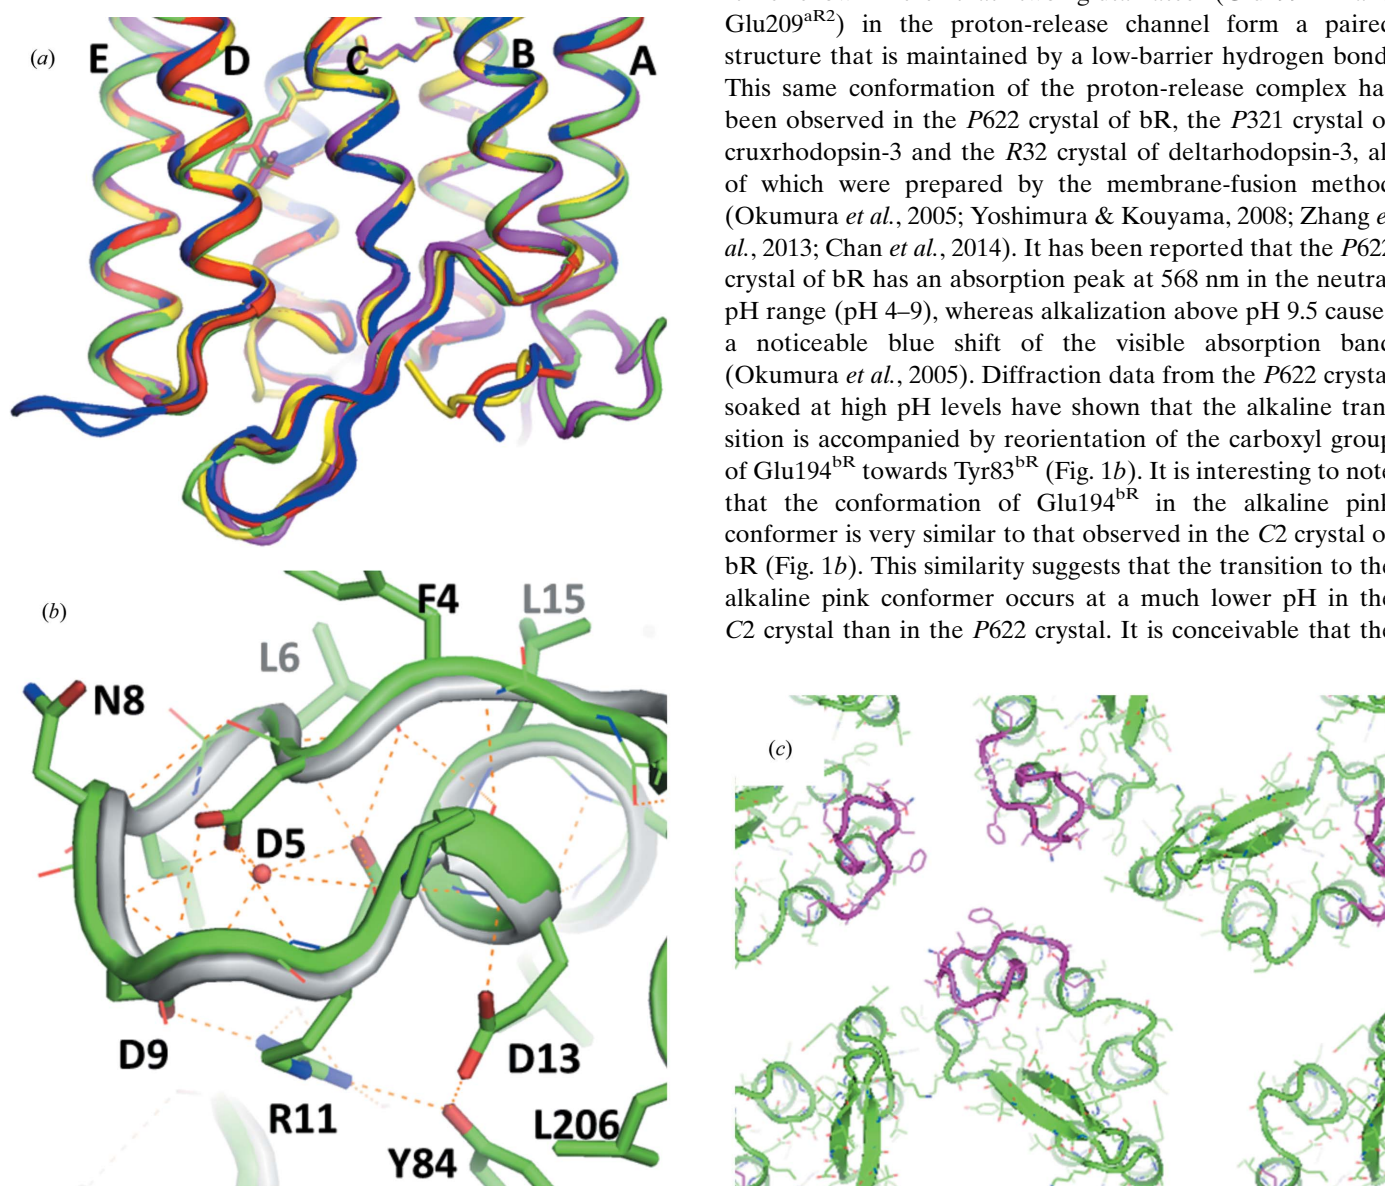 (a)
E D C B A
(b)
F4 L15
L6
N8
D5
D9
D13
R11
L206
Y84
Glu209aR2) in the proton-release channel form a paired
structure that is maintained by a low-barrier hydrogen bond
This same conformation of the proton-release complex ha
been observed in the P622 crystal of bR, the P321 crystal o
cruxrhodopsin-3 and the R32 crystal of deltarhodopsin-3, al
of which were prepared by the membrane-fusion method
(Okumura et al., 2005; Yoshimura & Kouyama, 2008; Zhang e
al., 2013; Chan et al., 2014). It has been reported that the P622
crystal of bR has an absorption peak at 568 nm in the neutra
pH range (pH 4–9), whereas alkalization above pH 9.5 cause
a noticeable blue shift of the visible absorption band
(Okumura et al., 2005). Diffraction data from the P622 crysta
soaked at high pH levels have shown that the alkaline tran
sition is accompanied by reorientation of the carboxyl group
of Glu194bR towards Tyr83bR (Fig. 1b). It is interesting to note
that the conformation of Glu194bR in the alkaline pink
conformer is very similar to that observed in the C2 crystal o
bR (Fig. 1b). This similarity suggests that the transition to the
alkaline pink conformer occurs at a much lower pH in the
C2 crystal than in the P622 crystal. It is conceivable that the
(c)